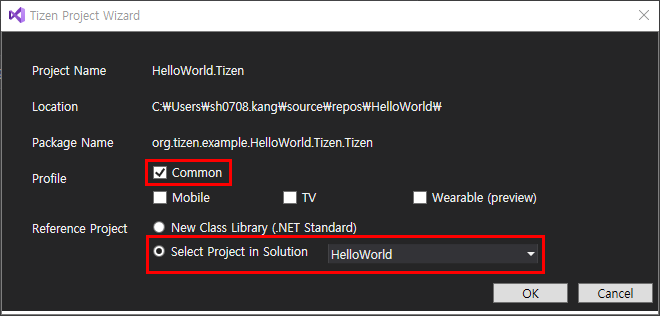 Tizen Project Wizard
Project Name HelloWorld.Tizen
Location C:₩Users₩sh0708.kang₩source₩repos₩HelloWorld₩
Package Name org.tizen.example.HelloWorld.Tizen.Tizen
Profile Common
Mobile TV Wearable (preview)
Reference Project New Class Library (.NET Standard)
Select Project in Solution HelloWorld
OK Cancel